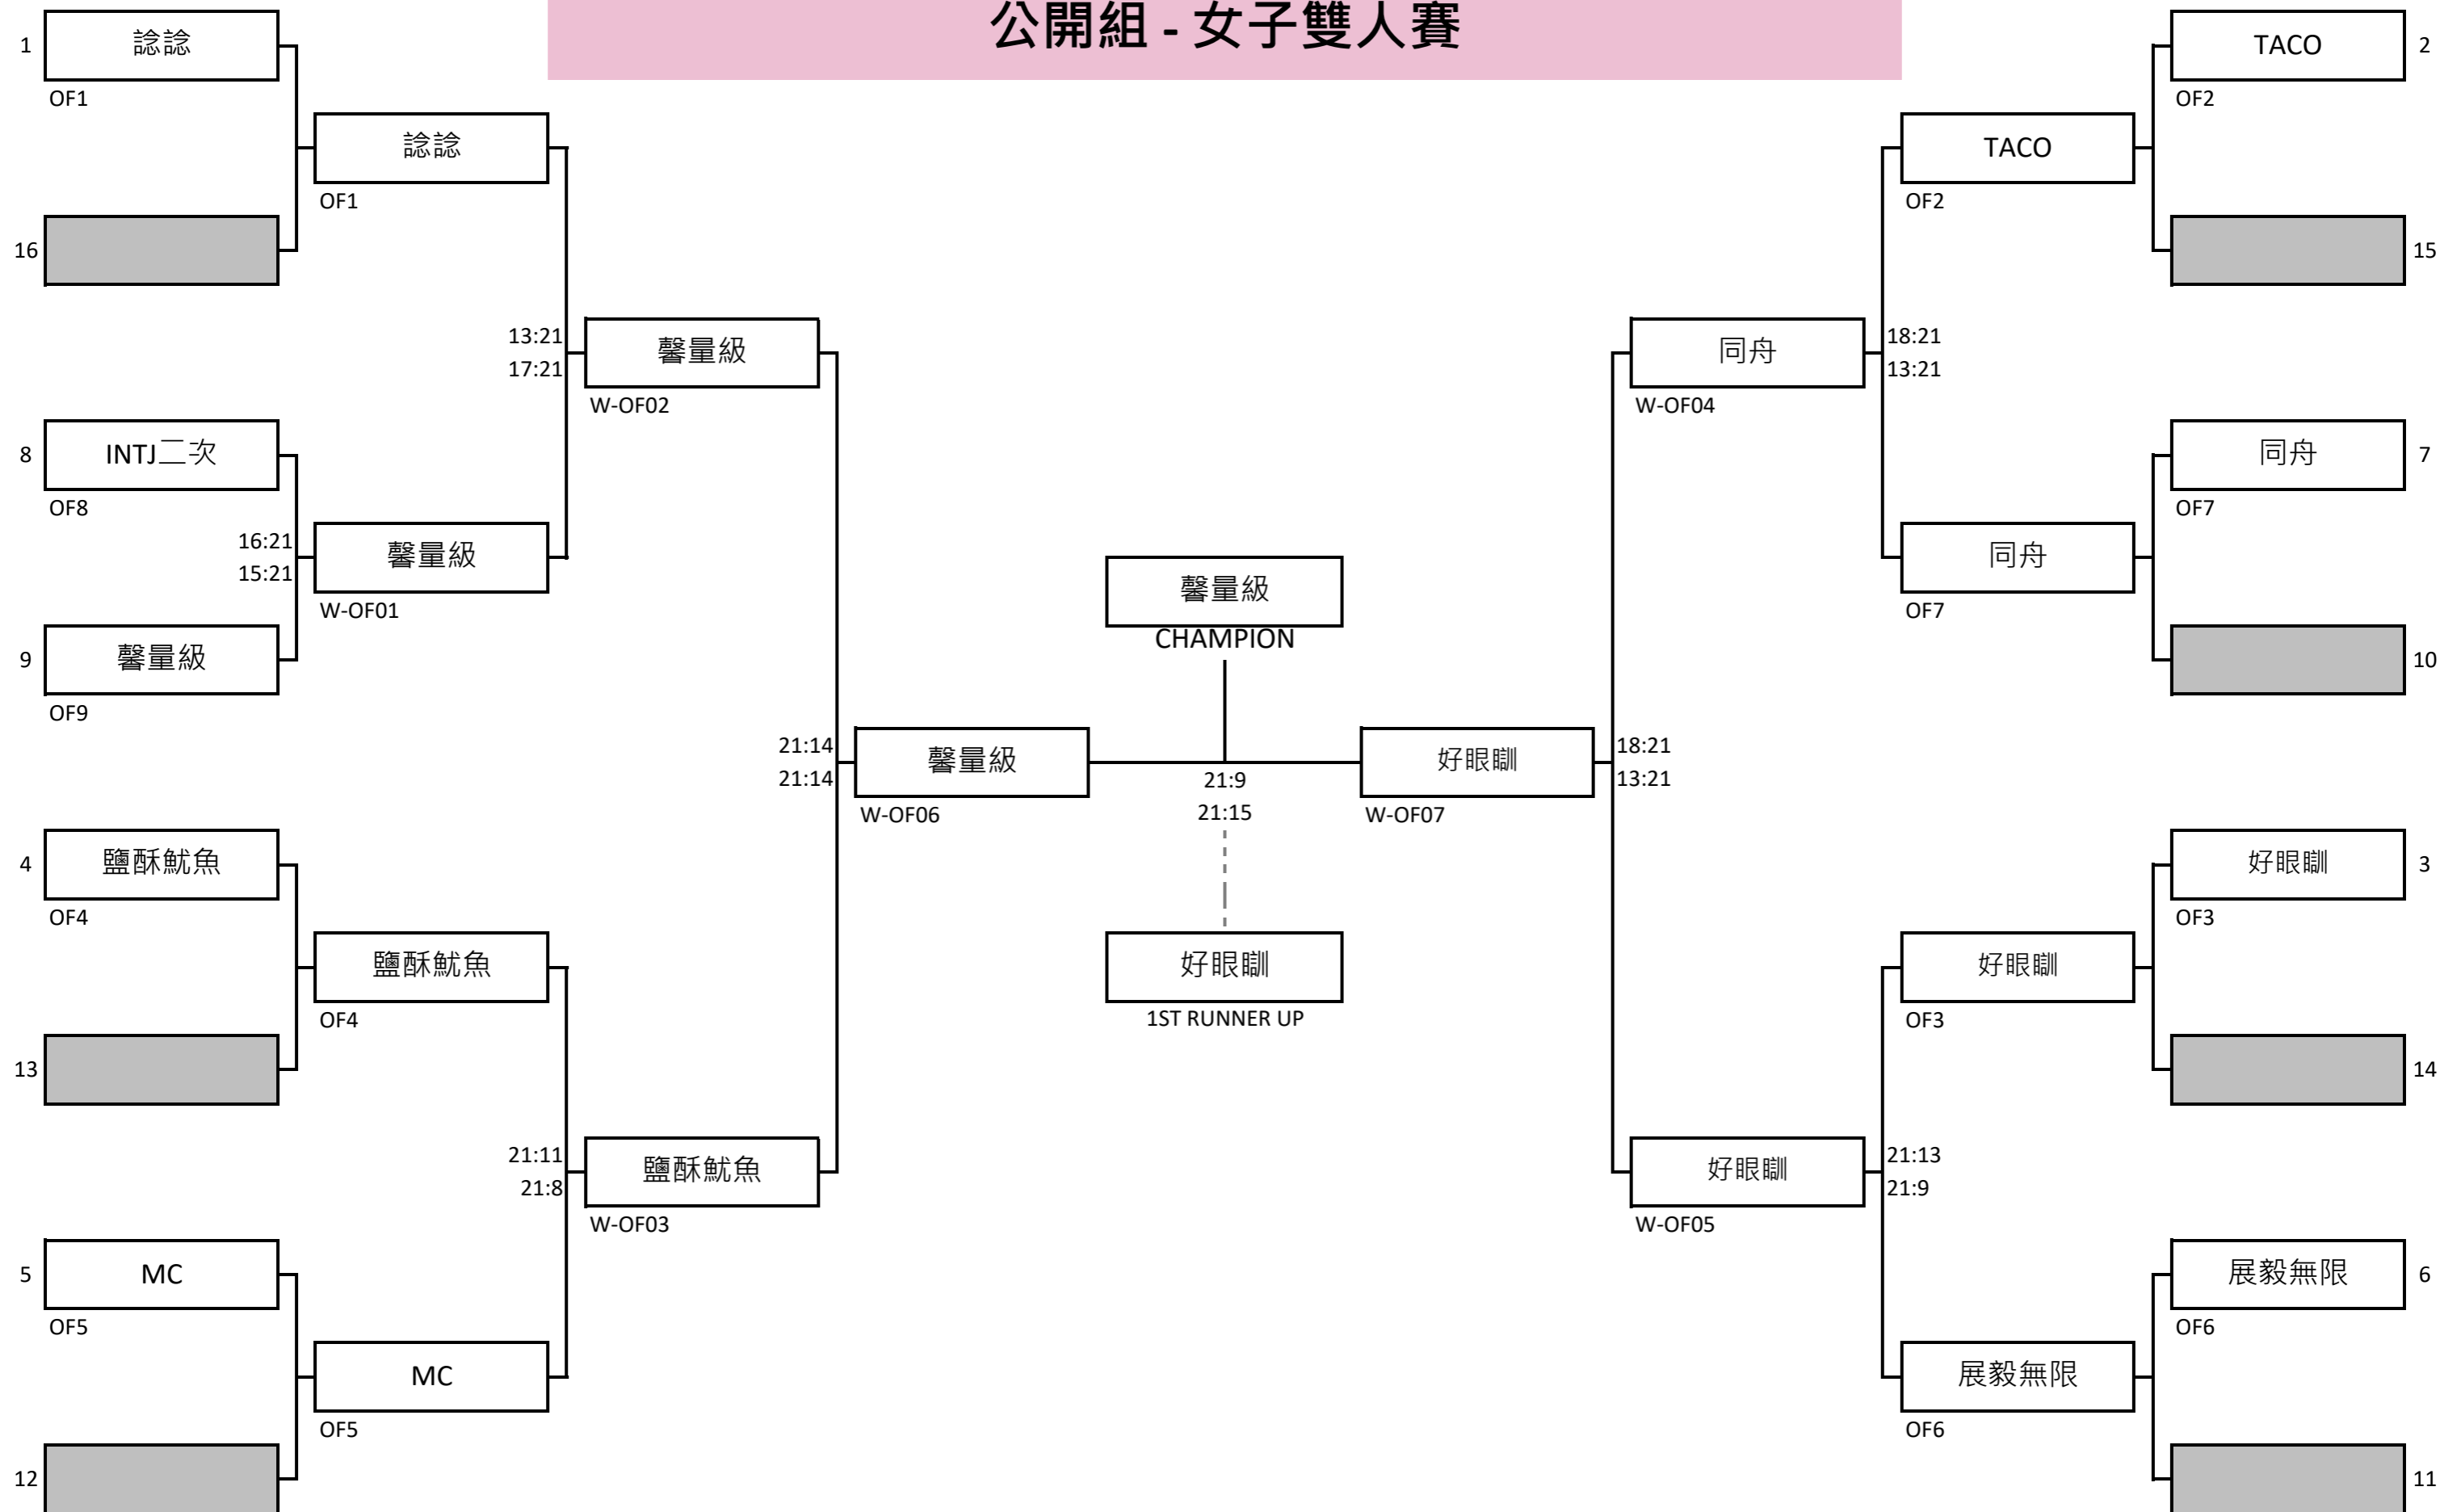 公開組 - 女子雙人賽
1
諗諗
OF1
16
諗諗
OF1
8
INTJ二次
OF8
16:21
15:21
9
馨量級
OF9
馨量級
W-OF01
13:21
17:21
馨量級
W-OF02
4
鹽酥魷魚
OF4
13
鹽酥魷魚
OF4
5
MC
OF5
12
MC
OF5
21:11
21:8
鹽酥魷魚
W-OF03
21:14
21:14
馨量級
W-OF06
馨量級
CHAMPION
21:9
21:15
好眼瞓
1ST RUNNER UP
好眼瞓
W-OF07
18:21
13:21
同舟
W-OF04
18:21
13:21
TACO
OF2
TACO
2
OF2
15
同舟
OF7
同舟
7
OF7
10
好眼瞓
W-OF05
21:13
21:9
好眼瞓
OF3
好眼瞓
3
OF3
14
展毅無限
OF6
展毅無限
6
OF6
11